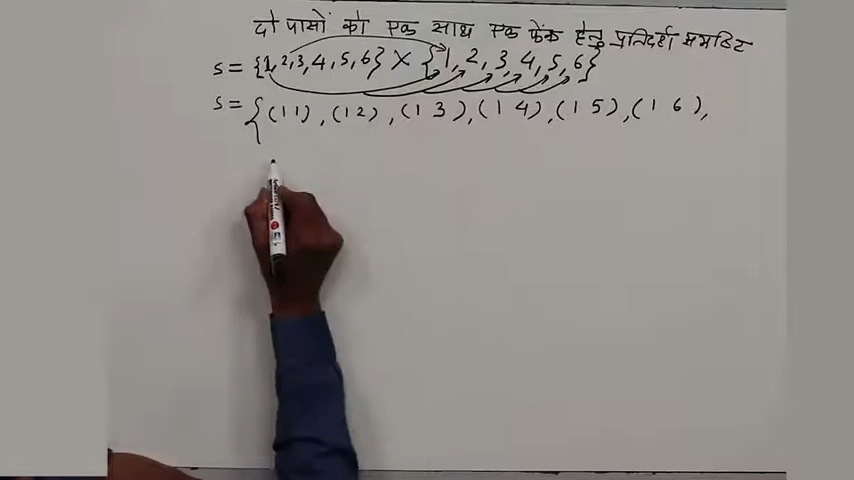 दो पासों को एक साथ एक फेंक हेतु प्रतिदर्श समष्टि
S = {1,2,3,4,5,6} X {1,2,3,4,5,6}
S = {(1 1),(1 2),(1 3),(1 4),(1 5),(1 6),